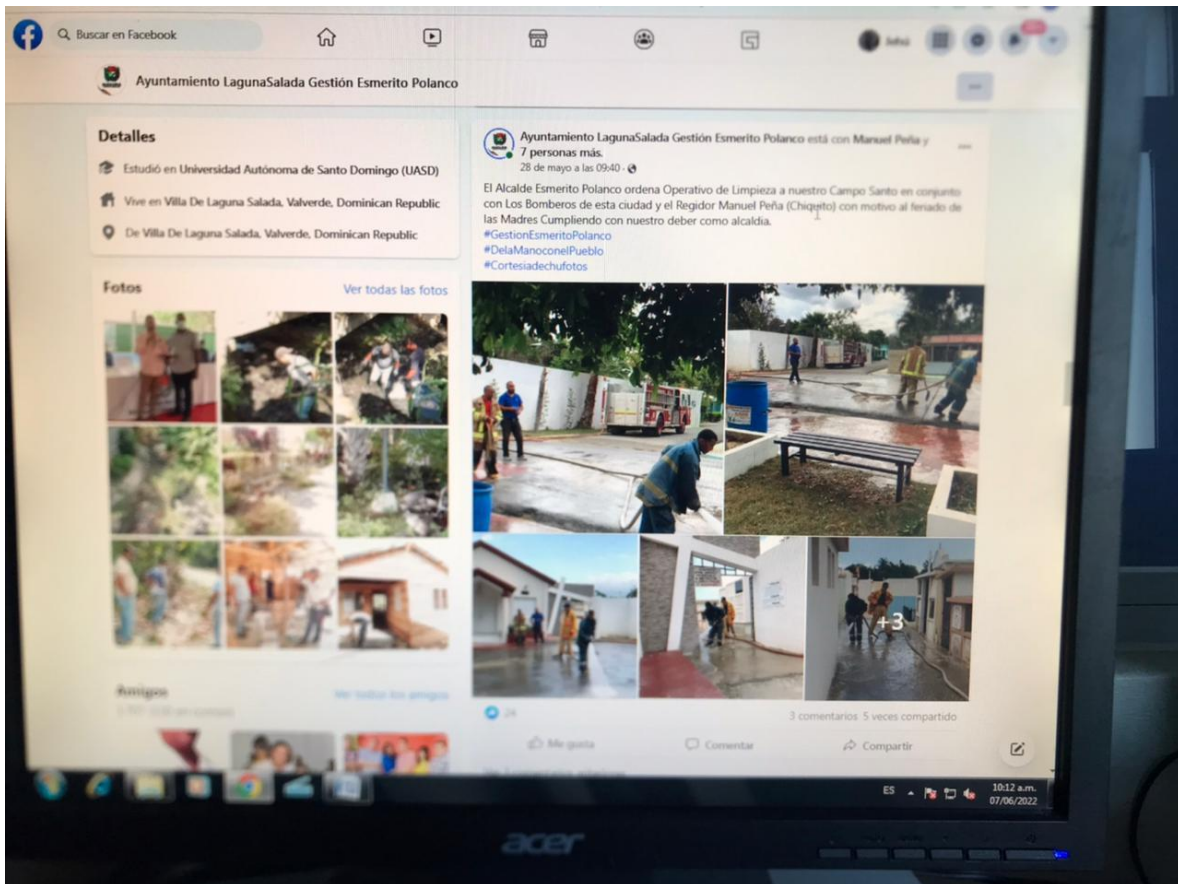 Buscar en Facebook
Ayuntamiento LagunaSalada Gestión Esmerito Polanco
Detalles
Estudió en Universidad Autónoma de Santo Domingo (UASD)
Vive en Villa De Laguna Salada, Valverde, Dominican Republic
De Villa De Laguna Salada, Valverde, Dominican Republic
Fotos
Ver todas las fotos
Amigos
Ver todos los amigos
Ayuntamiento LagunaSalada Gestión Esmerito Polanco está con Manuel Peña y
7 personas más.
28 de mayo a las 09:40
El Alcalde Esmerito Polanco ordena Operativo de Limpieza a nuestro Campo Santo en conjunto
con Los Bomberos de esta ciudad y el Regidor Manuel Peña (Chiquito) con motivo al feriado de
las Madres Cumpliendo con nuestro deber como alcaldia.
#GestionEsmeritoPolanco
#DelaManoconelPueblo
#Cortesiadechufotos
+3
24
3 comentarios 5 veces compartido
Me gusta
Comentar
Compartir
ES
10:12 a.m.
07/06/2022
acer